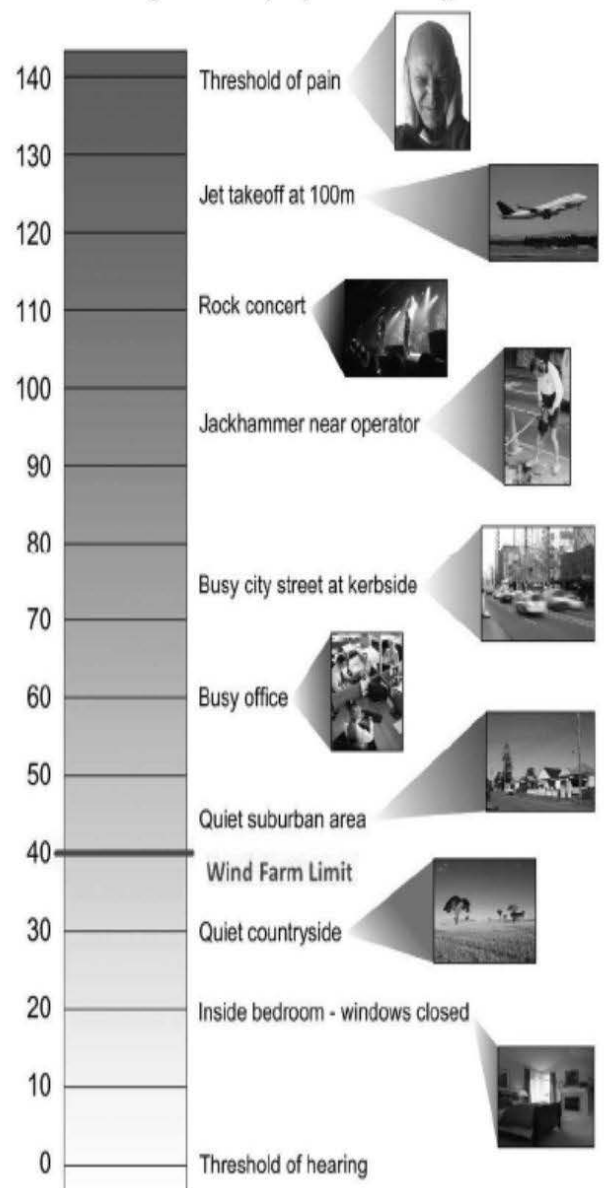 140
Threshold of pain
130
Jet takeoff at 100m
120
110
Rock concert
100
Jackhammer near operator
90
80
Busy city street at kerbside
70
60
Busy office
50
Quiet suburban area
40
Wind Farm Limit
30
Quiet countryside
20
Inside bedroom - windows closed
10
0
Threshold of hearing